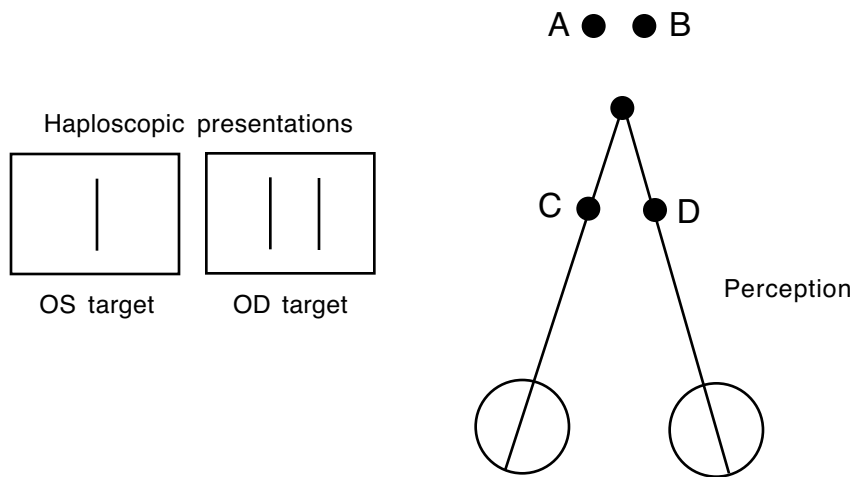 A B
Haploscopic presentations
C D
OS target OD target
Perception